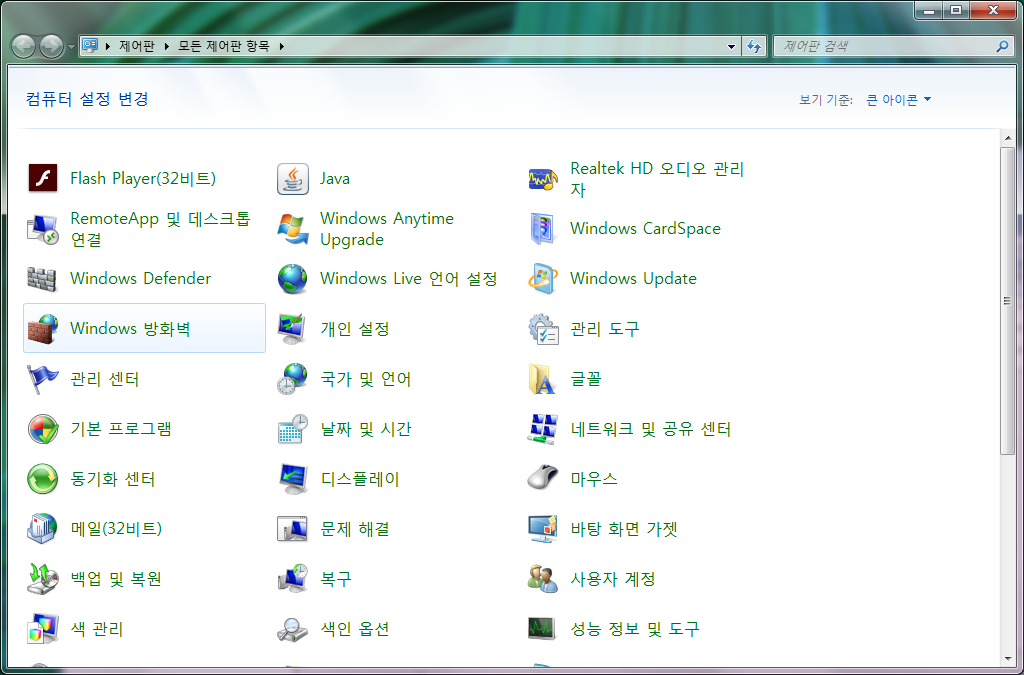 제어판 ▸ 모든 제어판 항목 ▸
제어판 검색
컴퓨터 설정 변경
보기 기준: 큰 아이콘
Flash Player(32비트)
Java
Realtek HD 오디오 관리
자
RemoteApp 및 데스크톱
연결
Windows Anytime
Upgrade
Windows CardSpace
Windows Defender
Windows Live 언어 설정
Windows Update
Windows 방화벽
개인 설정
관리 도구
관리 센터
국가 및 언어
글꼴
기본 프로그램
날짜 및 시간
네트워크 및 공유 센터
동기화 센터
디스플레이
마우스
메일(32비트)
문제 해결
바탕 화면 가젯
백업 및 복원
복구
사용자 계정
색 관리
색인 옵션
성능 정보 및 도구